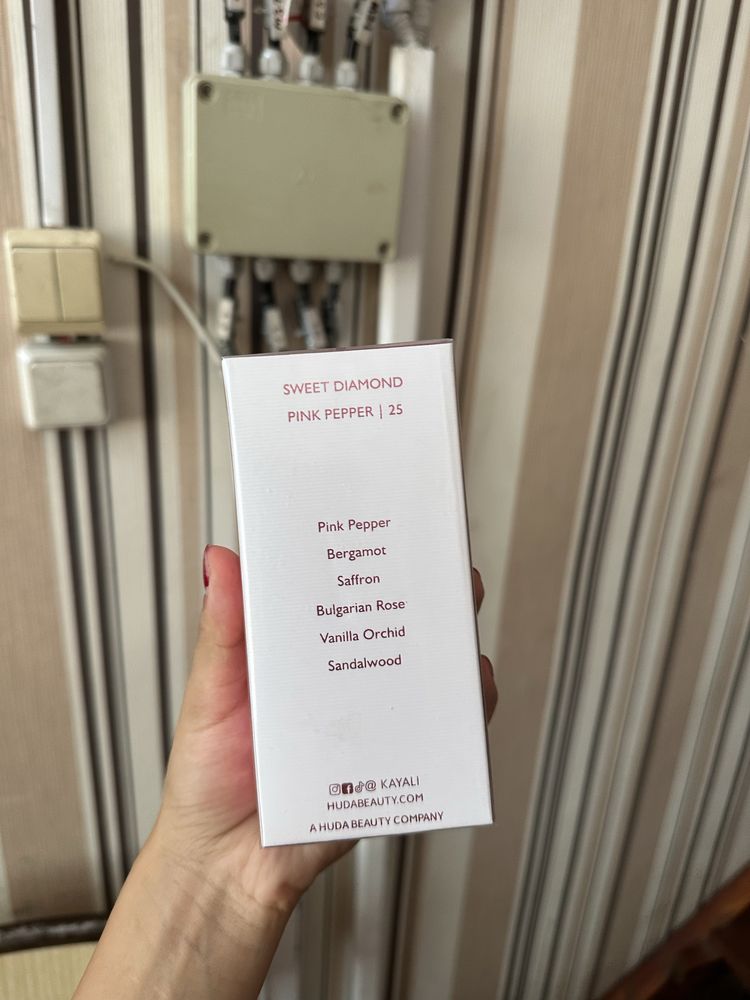 SWEET DIAMOND
PINK PEPPER | 25
Pink Pepper
Bergamot
Saffron
Bulgarian Rose
Vanilla Orchid
Sandalwood
@ KAYALI
HUDABEAUTY.COM
A HUDA BEAUTY COMPANY